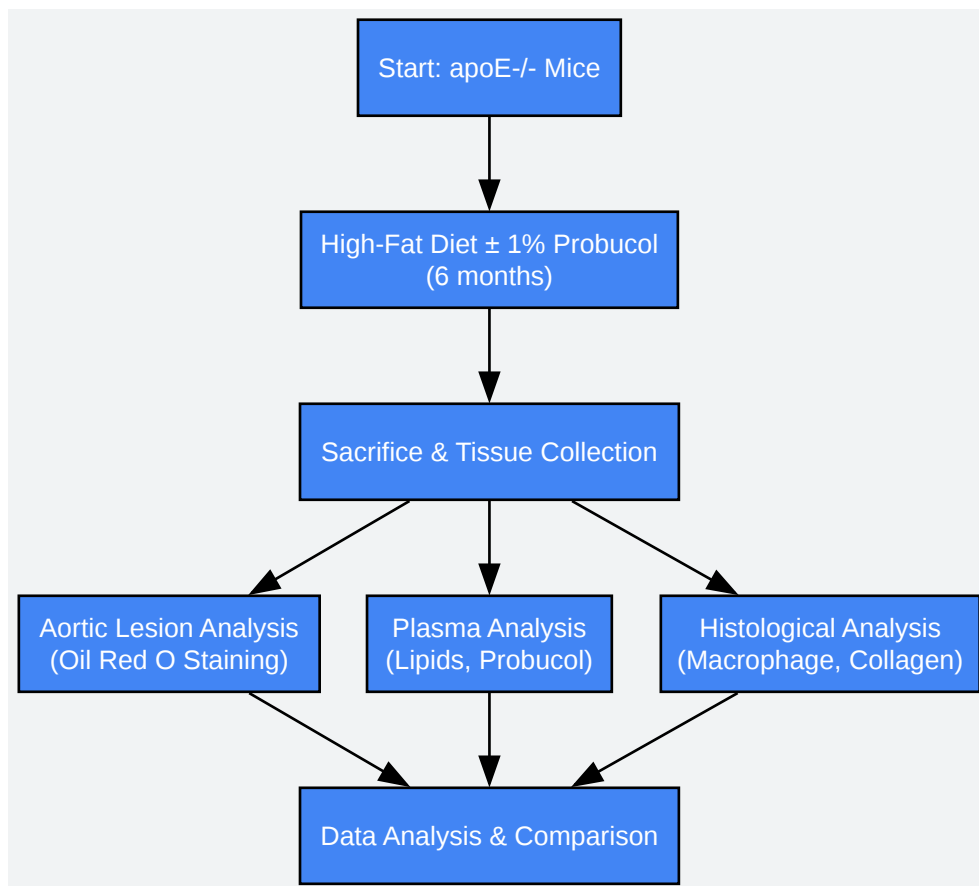 Start: apoE-/- Mice
High-Fat Diet ± 1% Probucol
(6 months)
Sacrifice & Tissue Collection
Aortic Lesion Analysis
(Oil Red O Staining)
Plasma Analysis
(Lipids, Probucol)
Histological Analysis
(Macrophage, Collagen)
Data Analysis & Comparison